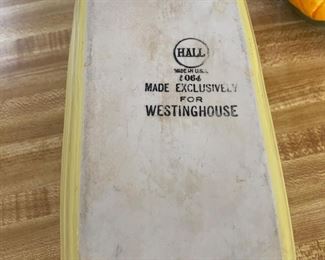 HALL
MADE IN U.S.A.
1064
MADE EXCLUSIVELY
FOR
WESTINGHOUSE